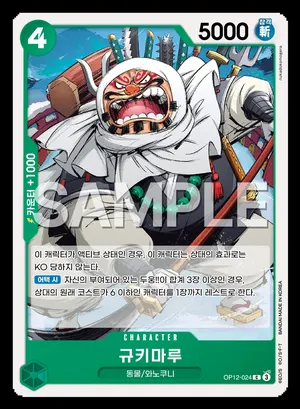 4
5000
참격
斬
카운터 +1000
SAMPLE
이 캐릭터가 액티브 상태인 경우, 이 캐릭터는 상대의 효과로는
KO 당하지 않는다.
어택 시 자신의 부여되어 있는 두웅!!이 합계 3장 이상인 경우,
상대의 원래 코스트가 6 이하인 캐릭터를 1장까지 레스트로 한다.
CHARACTER
규키마루
동물/와노쿠니
OP12-024 C
3
BANDAI MADE IN KOREA